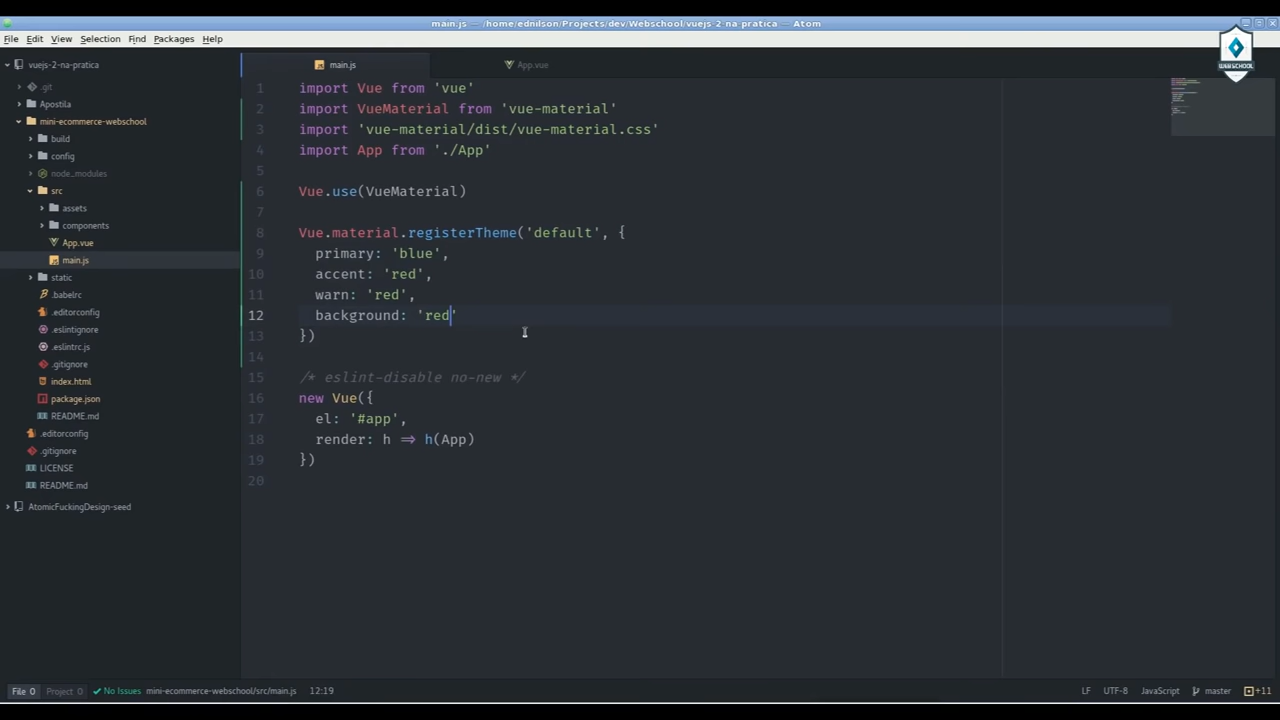 main.js — /home/ednilson/Projects/dev/Webschool/vuejs-2-na-pratica — Atom
File Edit View Selection Find Packages Help
WEBSCHOOL
vuejs-2-na-pratica
.git
Apostila
mini-ecommerce-webschool
build
config
node_modules
src
assets
components
App.vue
main.js
static
.babelrc
.editorconfig
.eslintignore
.eslintrc.js
.gitignore
index.html
package.json
README.md
.editorconfig
.gitignore
LICENSE
README.md
AtomicFuckingDesign-seed
main.js App.vue
1 import Vue from 'vue'
2 import VueMaterial from 'vue-material'
3 import 'vue-material/dist/vue-material.css'
4 import App from './App'
5
6 Vue.use(VueMaterial)
7
8 Vue.material.registerTheme('default', {
9 primary: 'blue',
10 accent: 'red',
11 warn: 'red',
12 background: 'red'
13 })
14
15 /* eslint-disable no-new */
16 new Vue({
17 el: '#app',
18 render: h => h(App)
19 })
20
File 0 Project 0 No Issues mini-ecommerce-webschool/src/main.js 12:19 LF UTF-8 JavaScript master +11